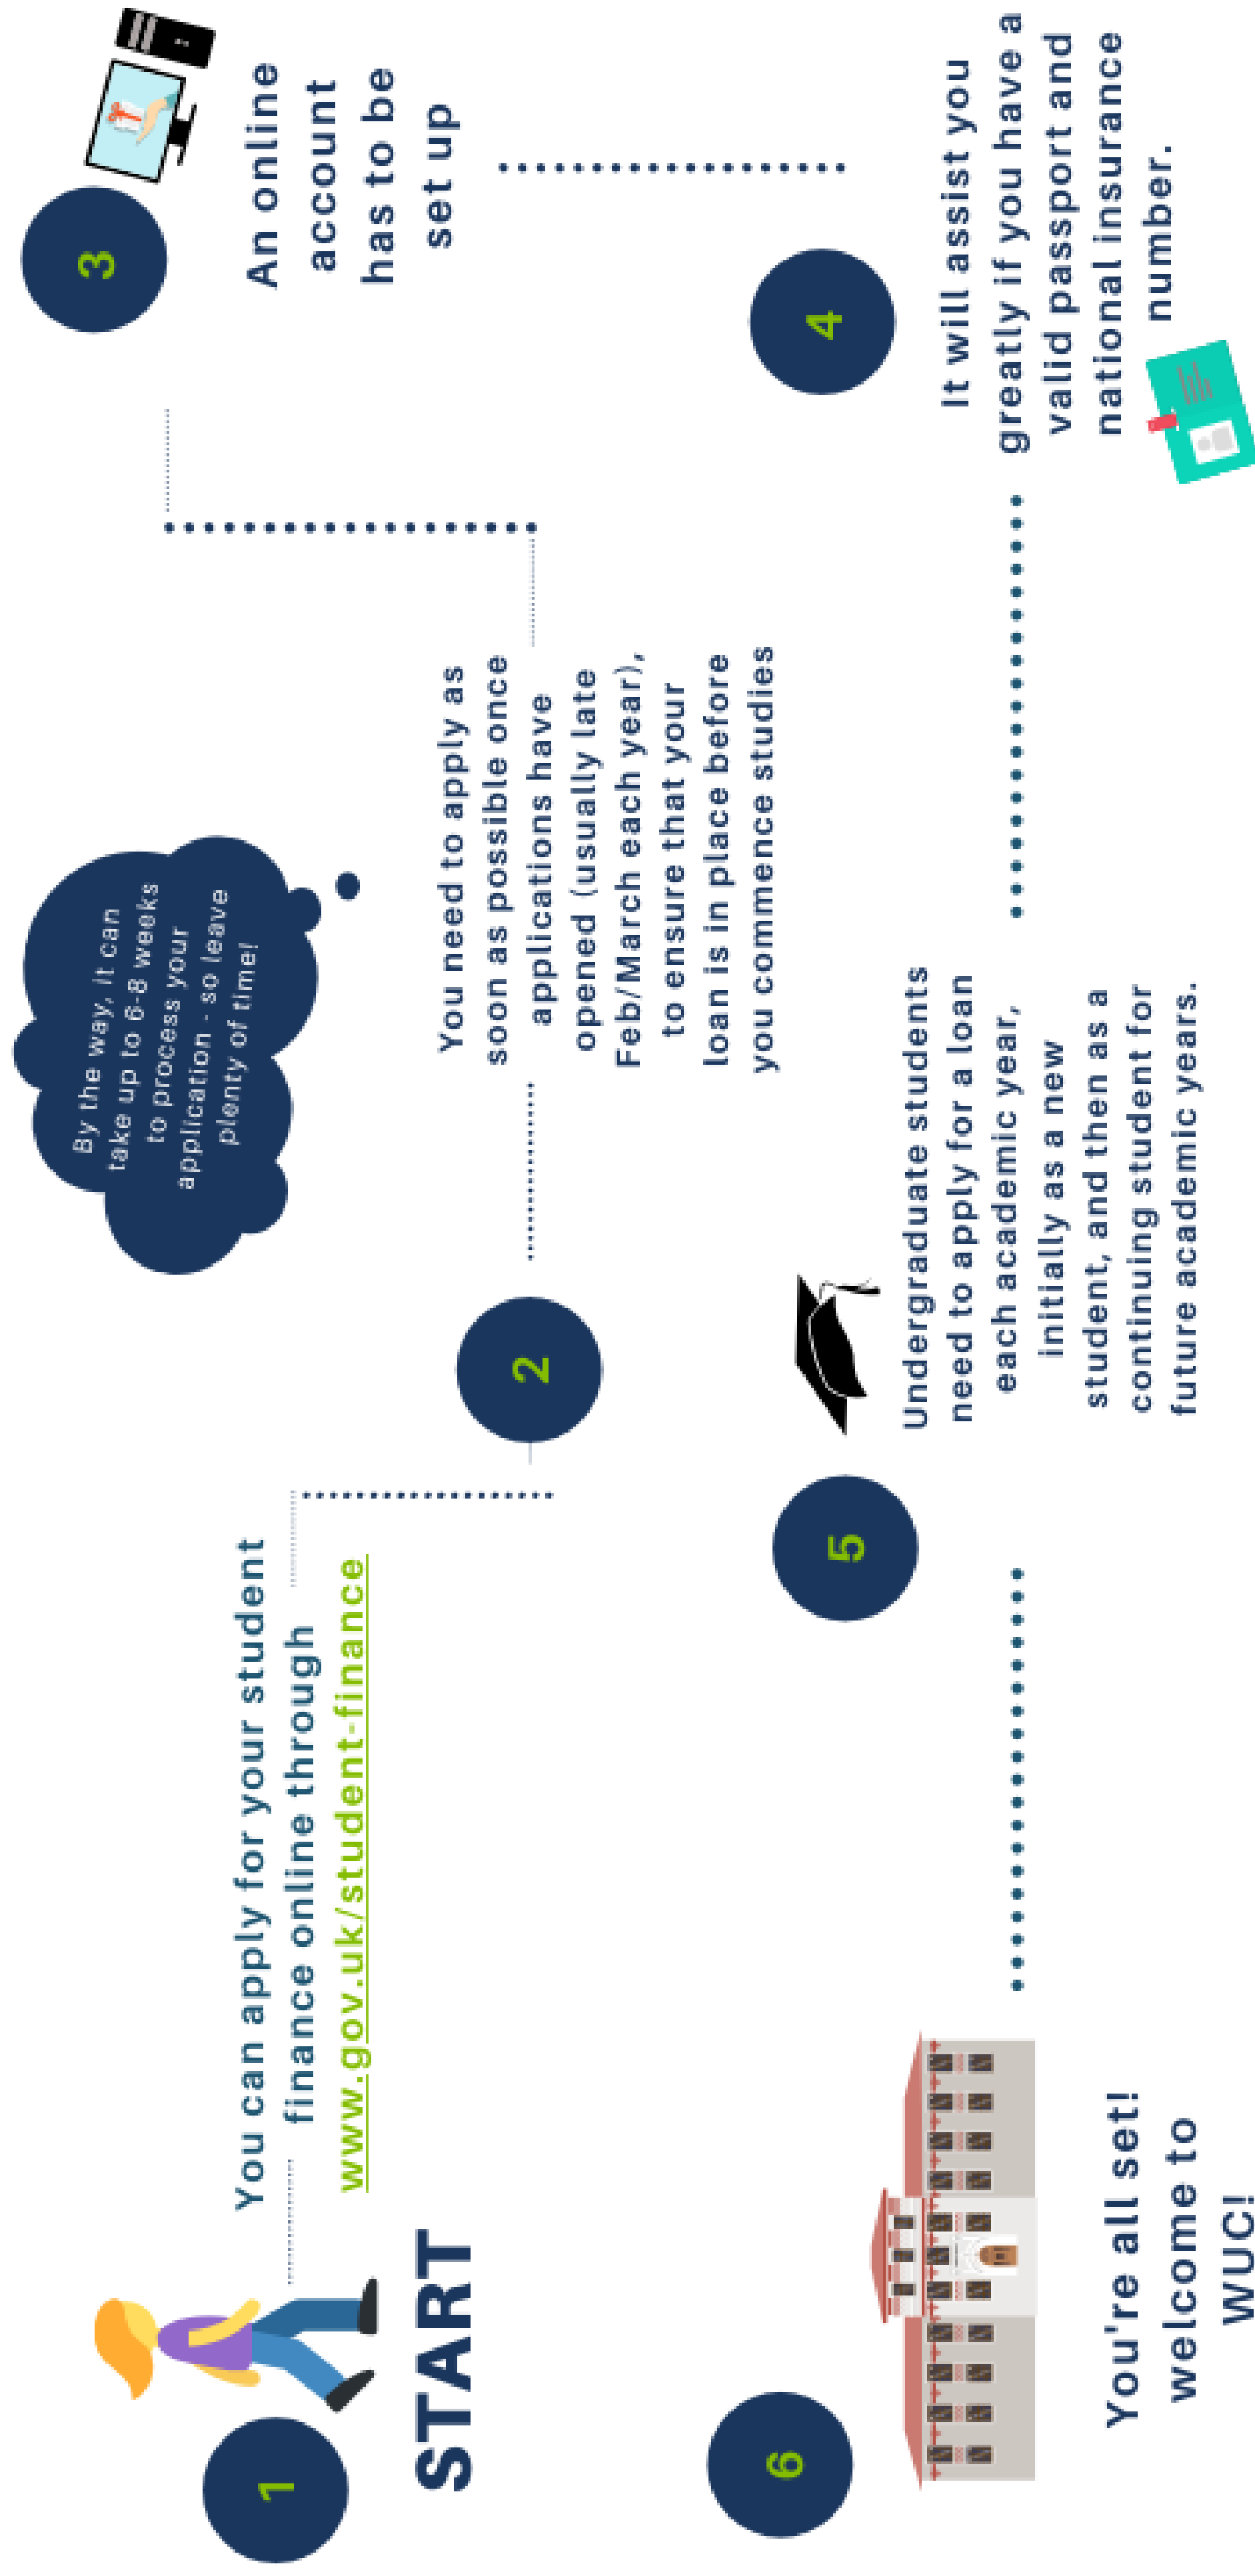 1
START
You can apply for your student
finance online through
www.gov.uk/student-finance
2
You need to apply as
soon as possible once
applications have
opened (usually late
Feb/March each year),
to ensure that your
loan is in place before
you commence studies
By the way, it can
take up to 6-8 weeks
to process your
application - so leave
plenty of time!
3
An online
account
has to be
set up
4
It will assist you
greatly if you have a
valid passport and
national insurance
number.
5
Undergraduate students
need to apply for a loan
each academic year,
initially as a new
student, and then as a
continuing student for
future academic years.
6
You're all set!
welcome to
WUC!